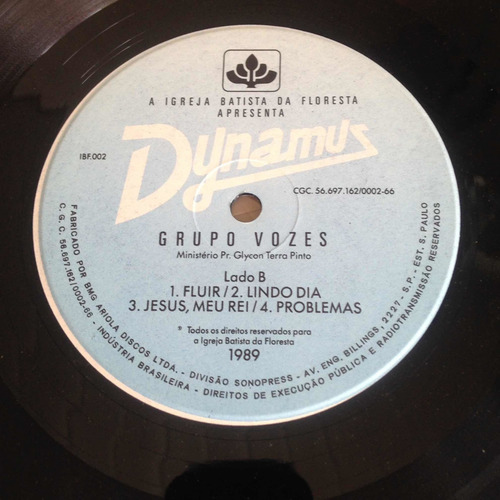 A IGREJA BATISTA DA FLORESTA
APRESENTA
Dynamus
IBF.002
CGC. 56.697.162/0002-66
GRUPO VOZES
Ministério Pr. Glycon Terra Pinto
Lado B
1. FLUIR/2. LINDO DIA
3. JESUS, MEU REI/4. PROBLEMAS
* Todos os direitos reservados para
a Igreja Batista da Floresta
1989
FABRICADO POR BMG ARIOLA DISCOS LTDA. - DIVISÃO SONOPRESS - AV. ENG. BILLINGS, 2227 - S.P. - EST. S. PAULO
C. G. C. 56.697.162/0002-66 - INDÚSTRIA BRASILEIRA - DIREITOS DE EXECUÇÃO PÚBLICA E RADIOTRANSMISSÃO RESERVADOS